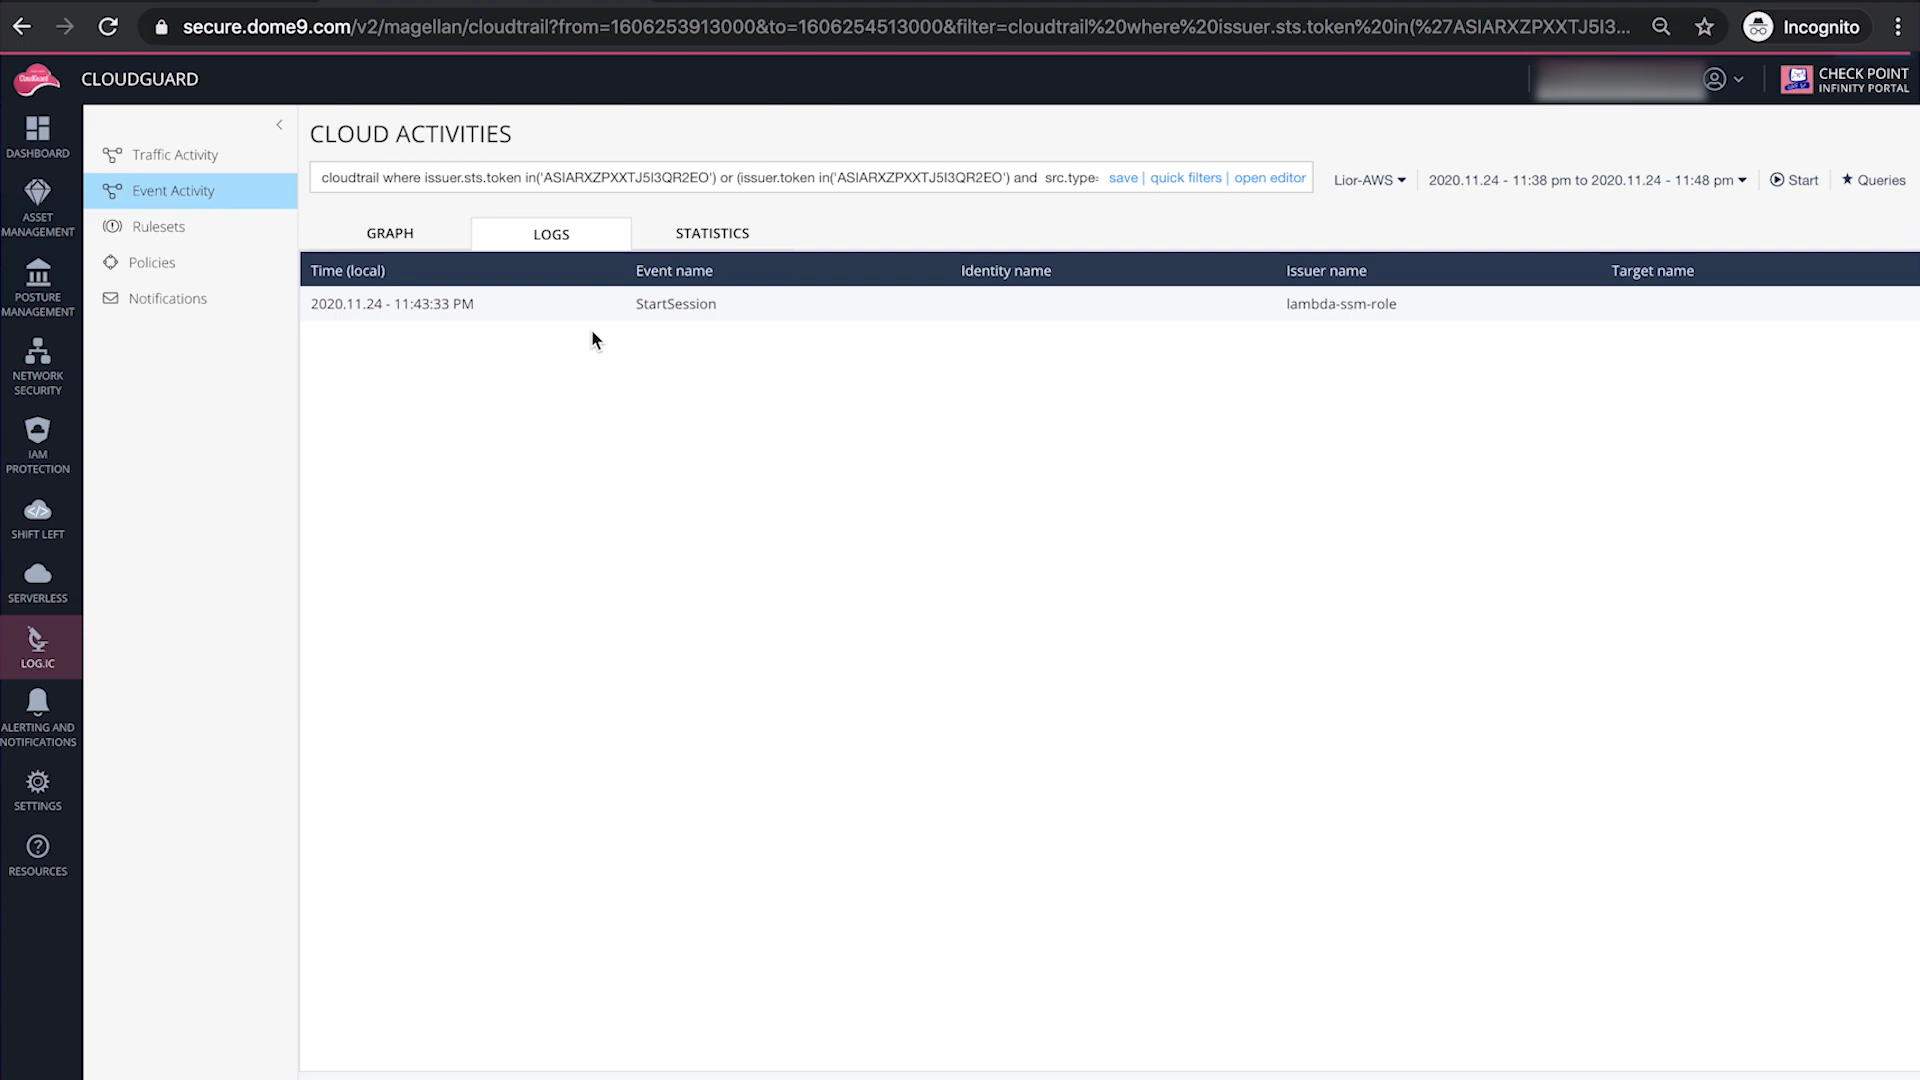 secure.dome9.com/v2/magellan/cloudtrail?from=1606253913000&to=1606254513000&filter=cloudtrail%20where%20issuer.sts.token%20in(%27ASIARXZPXXTJ5I3...
Incognito
CloudGuard
CLOUDGUARD
CHECK POINT
INFINITY PORTAL
DASHBOARD
ASSET
MANAGEMENT
POSTURE
MANAGEMENT
NETWORK
SECURITY
IAM
PROTECTION
SHIFT LEFT
SERVERLESS
LOG.IC
ALERTING AND
NOTIFICATIONS
SETTINGS
RESOURCES
Traffic Activity
Event Activity
Rulesets
Policies
Notifications
CLOUD ACTIVITIES
cloudtrail where issuer.sts.token in('ASIARXZPXXTJ5I3QR2EO') or (issuer.token in('ASIARXZPXXTJ5I3QR2EO') and src.type= save | quick filters | open editor
Lior-AWS 2020.11.24 - 11:38 pm to 2020.11.24 - 11:48 pm Start Queries
GRAPH LOGS STATISTICS
Time (local) Event name Identity name Issuer name Target name
2020.11.24 - 11:43:33 PM StartSession lambda-ssm-role